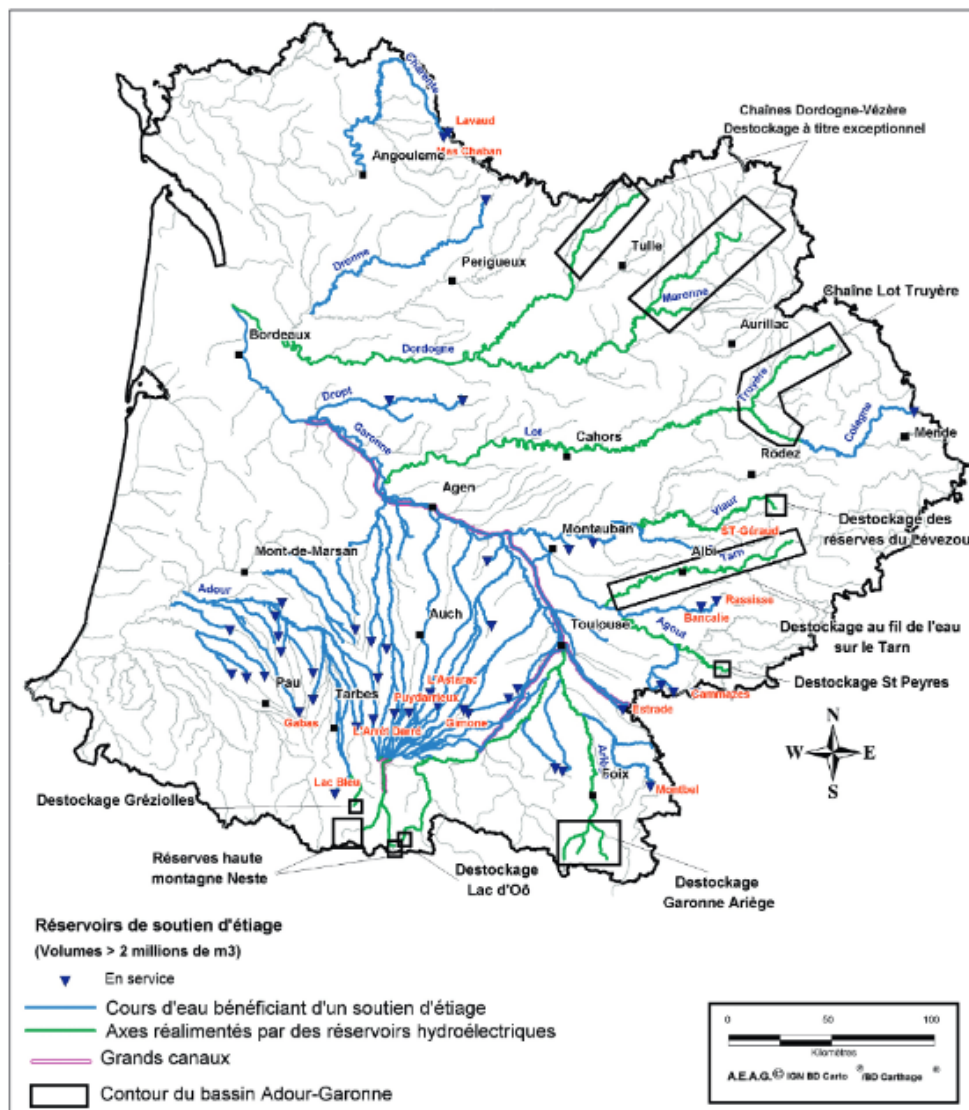 Charente
Lavaud
Mas Chaban
Angouleme
Chaînes Dordogne-Vézère
Destockage à titre exceptionnel
Dronne
Perigueux
Tulle
Maronne
Chaîne Lot Truyère
Aurillac
Bordeaux
Dordogne
Truyère
Dropt
Garonne
Lot
Cahors
Colagne
Mende
Rodez
Agen
Viaur
ST-Géraud
Destockage des
réserves du Lévezou
Montauban
Mont-de-Marsan
Albi
Tarn
Adour
Rassisse
Bancalie
Auch
Toulouse
Agout
Destockage au fil de l'eau
sur le Tarn
Destockage St Peyres
Cammazes
Pau
Tarbes
L'Astarac
Puydarrieux
Gimone
Estrade
Gabas
L'Arrêt Darré
N
W E
S
Ariège
Foix
Montbel
Lac Bleu
Destockage Gréziolles
Réserves haute
montagne Neste
Destockage
Lac d'Oô
Destockage
Garonne Ariège
Réservoirs de soutien d'étiage
(Volumes > 2 millions de m3)
En service
Cours d'eau bénéficiant d'un soutien d'étiage
Axes réalimentés par des réservoirs hydroélectriques
Grands canaux
Contour du bassin Adour-Garonne
0 50 100
Kilomètres
A.E.A.G.© IGN BD Carto ® /BD Carthage ®